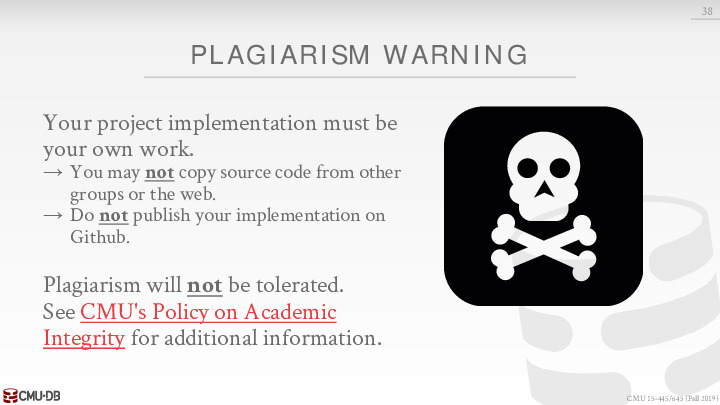 38
PLAGIARISM WARNING
Your project implementation must be
your own work.
→ You may not copy source code from other
groups or the web.
→ Do not publish your implementation on
Github.
Plagiarism will not be tolerated.
See CMU's Policy on Academic
Integrity for additional information.
CMU·DB
CMU 15-445/645 (Fall 2019)